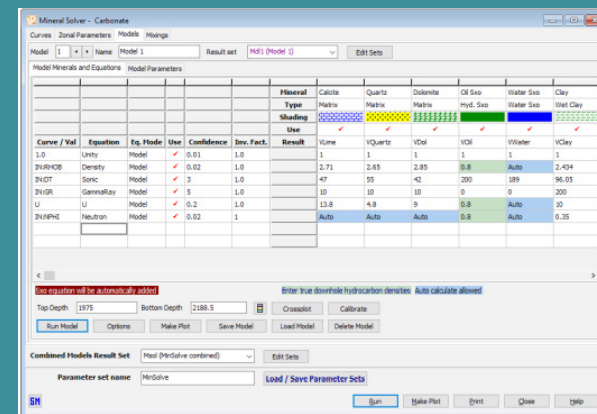 Mineral Solver - Carbonate
Curves Zonal Parameters Models Mixings
Model 1 Name Model 1 Result set Mdl1 (Model 1) Edit Sets
Model Minerals and Equations Model Parameters
Mineral Calcite Quartz Dolomite Oil Sxo Water Sxo Clay
Type Matrix Matrix Matrix Hyd. Sxo Water Sxo Wet Clay
Shading
Use
Curve / Val Equation Eq. Mode Use Confidence Inv. Fact. Result VLime VQuartz VDol VOil VWater VClay
1.0 Unity Model 0.01 1.0 1 1 1 1 1 1
IN:RHOB Density Model 0.02 1.0 2.71 2.65 2.85 0.8 Auto 2.434
IN:DT Sonic Model 3 1.0 47 55 42 200 189 96.05
IN:GR GammaRay Model 5 1.0 10 10 10 0 0 200
U U Model 0.2 1.0 13.8 4.8 9 0.8 Auto 10
IN:NPHI Neutron Model 0.02 1 Auto Auto Auto 0.8 Auto 0.35
Sxo equation will be automatically added Enter true downhole hydrocarbon densities Auto calculate allowed
Top Depth 1975 Bottom Depth 2188.5 Crossplot Calibrate
Run Model Options Make Plot Save Model Load Model Delete Model
Combined Models Result Set Msol (MinSolve combined) Edit Sets
Parameter set name MinSolve Load / Save Parameter Sets
SM Run Make Plot Print Close Help